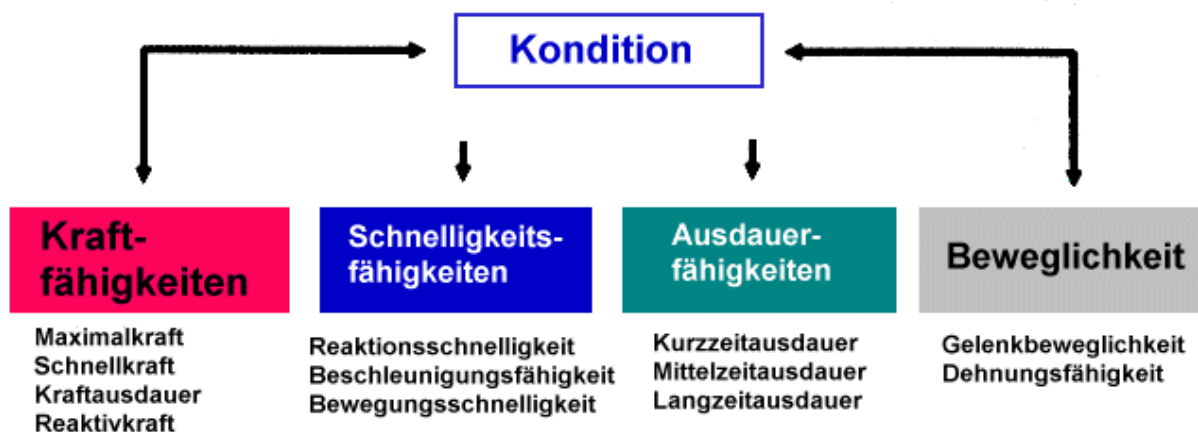 Kondition
Kraft-
fähigkeiten
Maximalkraft
Schnellkraft
Kraftausdauer
Reaktivkraft
Schnelligkeits-
fähigkeiten
Reaktionsschnelligkeit
Beschleunigungsfähigkeit
Bewegungsschnelligkeit
Ausdauer-
fähigkeiten
Kurzzeitausdauer
Mittelzeitausdauer
Langzeitausdauer
Beweglichkeit
Gelenkbeweglichkeit
Dehnungsfähigkeit